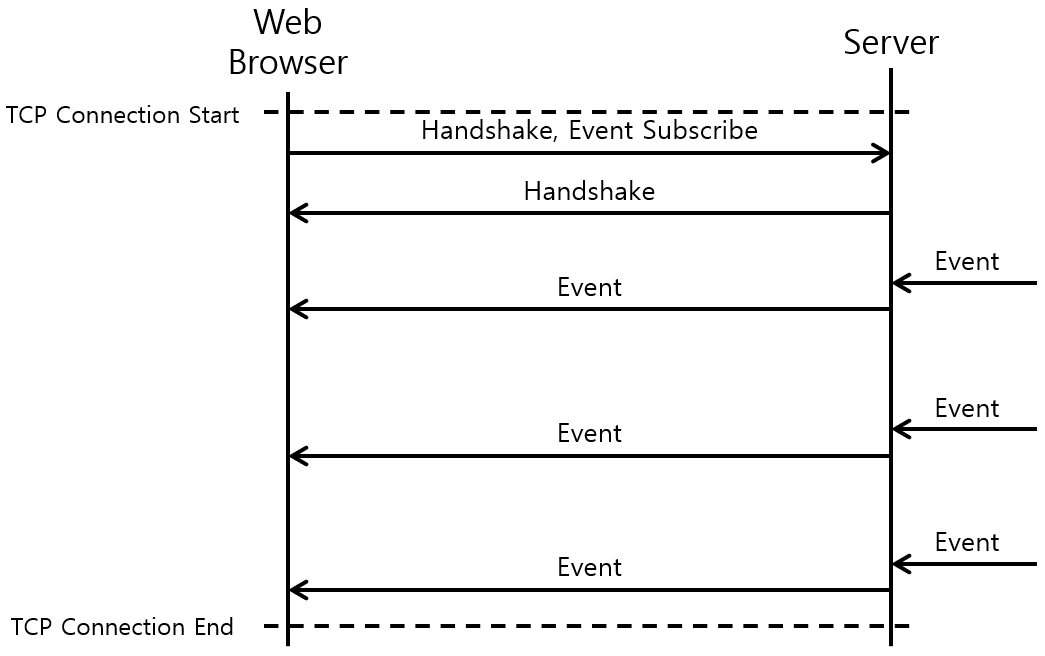 Web
Browser
Server
TCP Connection Start
Handshake, Event Subscribe
Handshake
Event
Event
Event
Event
Event
Event
TCP Connection End